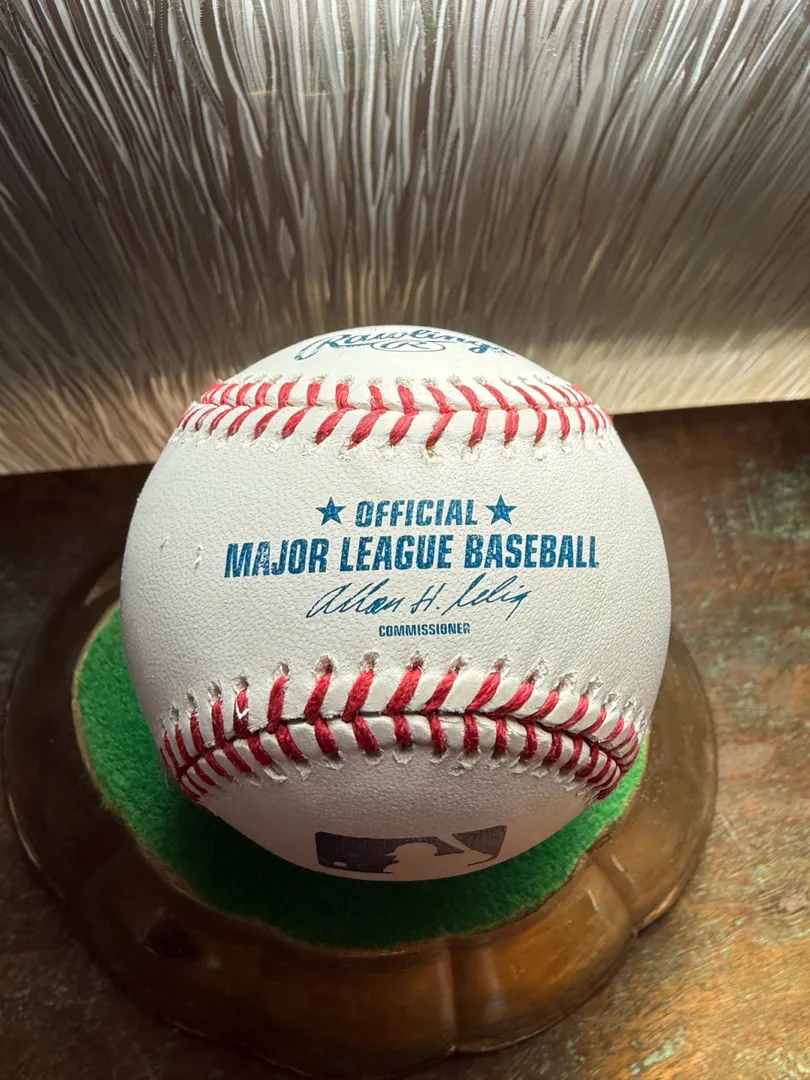 Rawlings
R
★ OFFICIAL ★
MAJOR LEAGUE BASEBALL
Allan H. Selig
COMMISSIONER